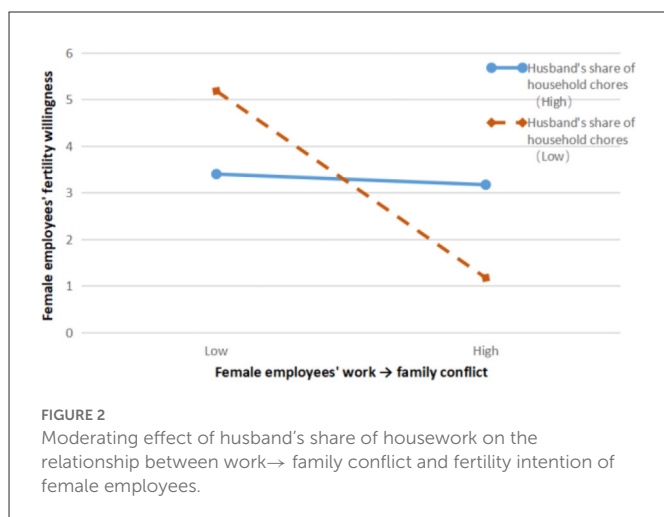 6
5
4
3
2
1
0
Female employees' fertility willingness
Husband's share of
household chores
(High)
Husband's share of
household chores
(Low)
Low
High
Female employees' work → family conflict
FIGURE 2
Moderating effect of husband's share of housework on the
relationship between work→ family conflict and fertility intention of
female employees.